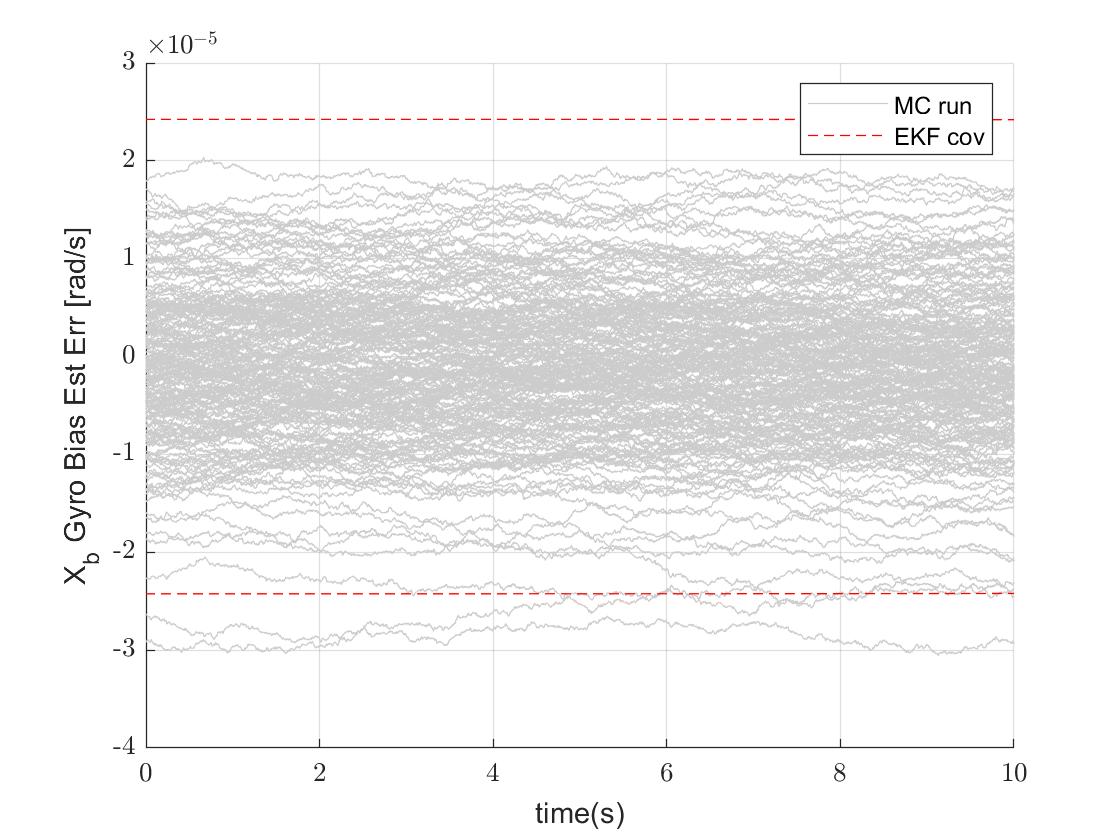 ×10⁻⁵
3
2
1
0
-1
-2
-3
-4
X_b Gyro Bias Est Err [rad/s]
MC run
EKF cov
0 2 4 6 8 10
time(s)